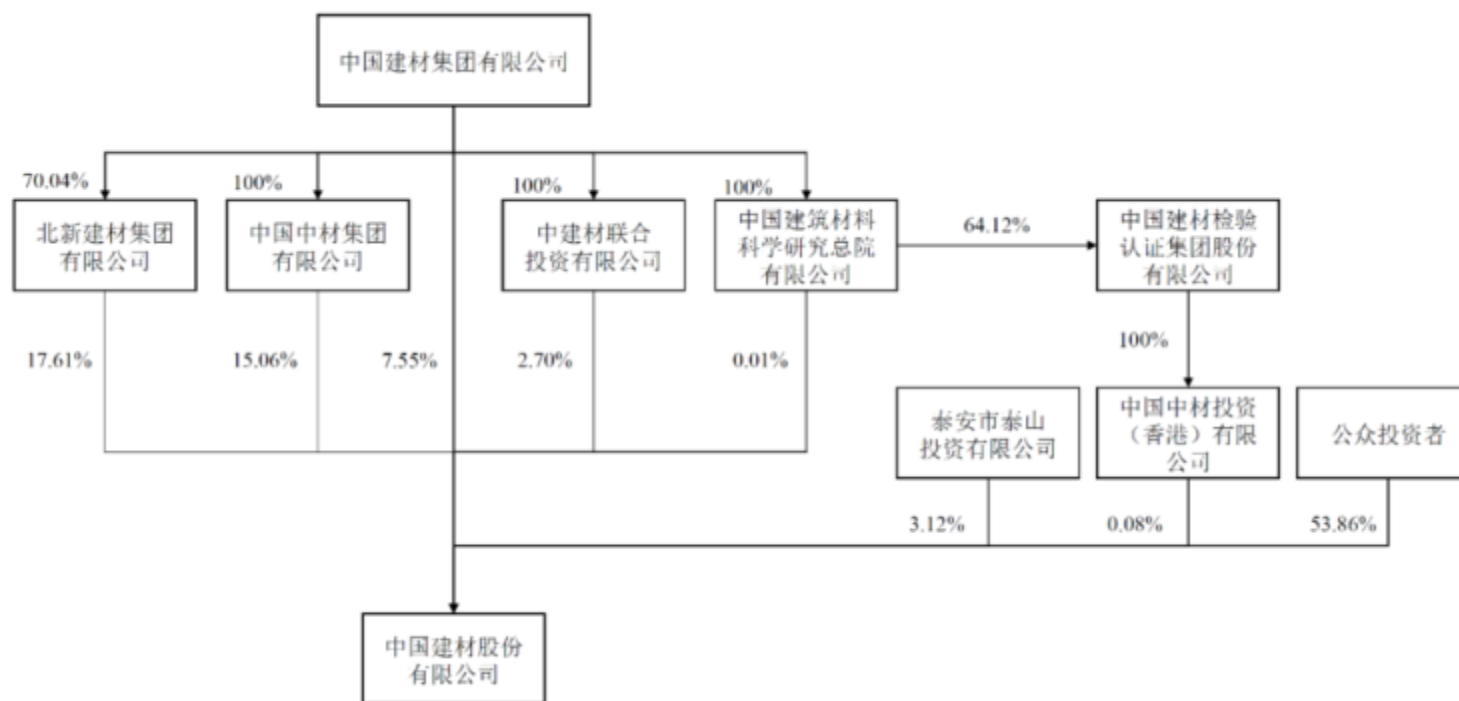 中国建材集团有限公司
70.04%
100%
100%
100%
北新建材集团
有限公司
中国中材集团
有限公司
中建材联合
投资有限公司
中国建筑材料
科学研究总院
有限公司
64.12%
中国建材检验
认证集团股份
有限公司
17.61%
15.06%
7.55%
2.70%
0.01%
100%
泰安市泰山
投资有限公司
中国中材投资
（香港）有限
公司
公众投资者
3.12%
0.08%
53.86%
中国建材股份
有限公司